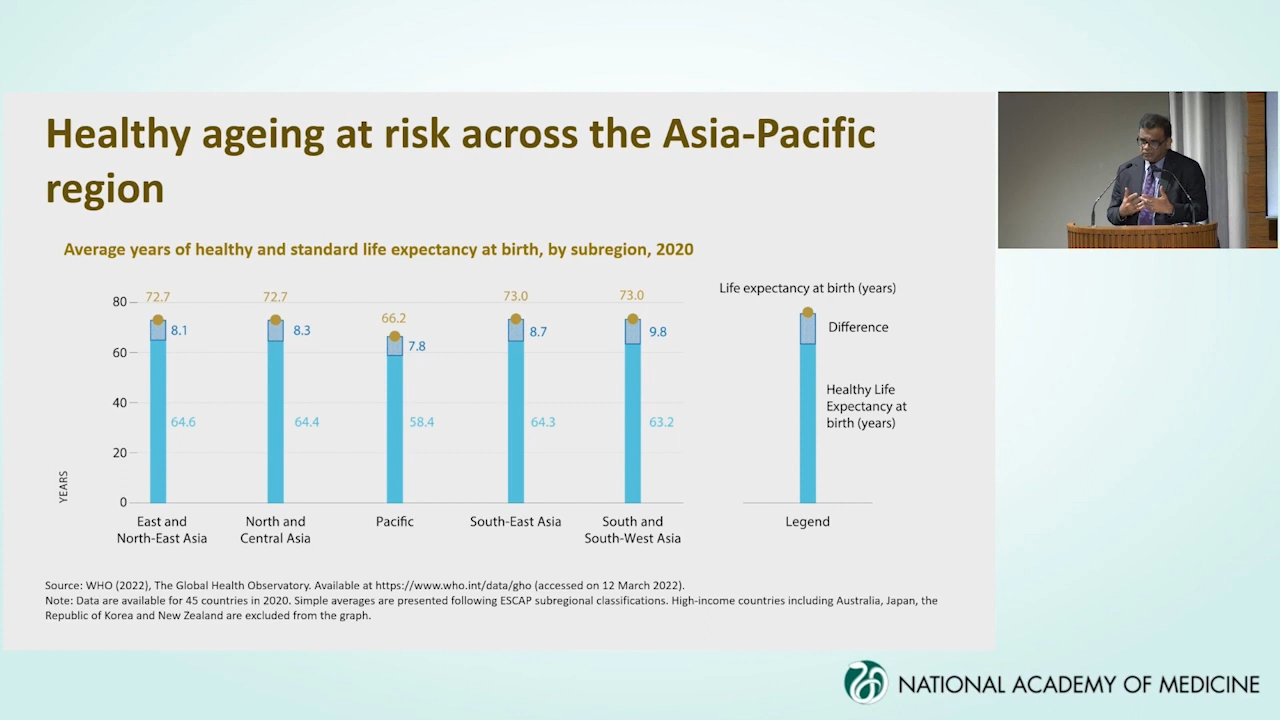 Healthy ageing at risk across the Asia-Pacific
region
Average years of healthy and standard life expectancy at birth, by subregion, 2020
80
60
40
20
0
YEARS
72.7
8.1
64.6
East and
North-East Asia
72.7
8.3
64.4
North and
Central Asia
66.2
7.8
58.4
Pacific
73.0
8.7
64.3
South-East Asia
73.0
9.8
63.2
South and
South-West Asia
Life expectancy at birth (years)
Difference
Healthy Life
Expectancy at
birth (years)
Legend
Source: WHO (2022), The Global Health Observatory. Available at https://www.who.int/data/gho (accessed on 12 March 2022).
Note: Data are available for 45 countries in 2020. Simple averages are presented following ESCAP subregional classifications. High-income countries including Australia, Japan, the
Republic of Korea and New Zealand are excluded from the graph.
NATIONAL ACADEMY OF MEDICINE